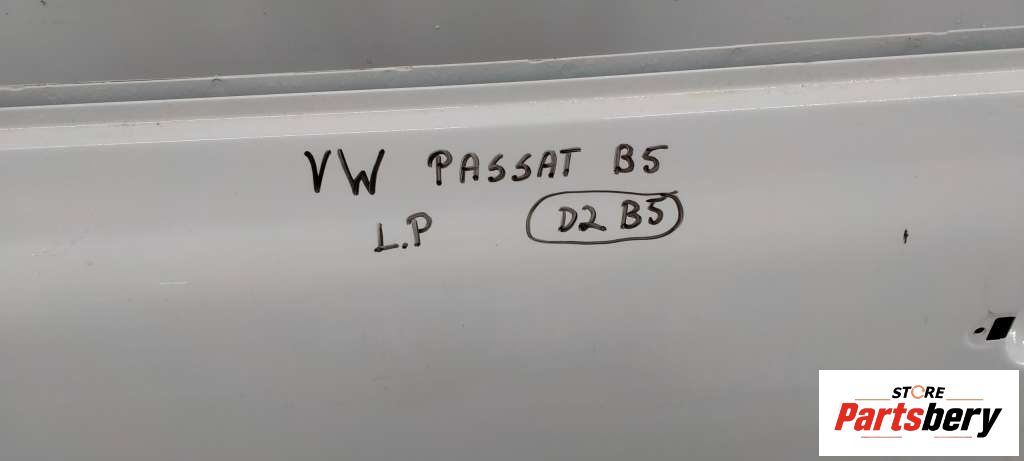 VW PASSAT B5
L.P D2 B5
STORE
Partsbery